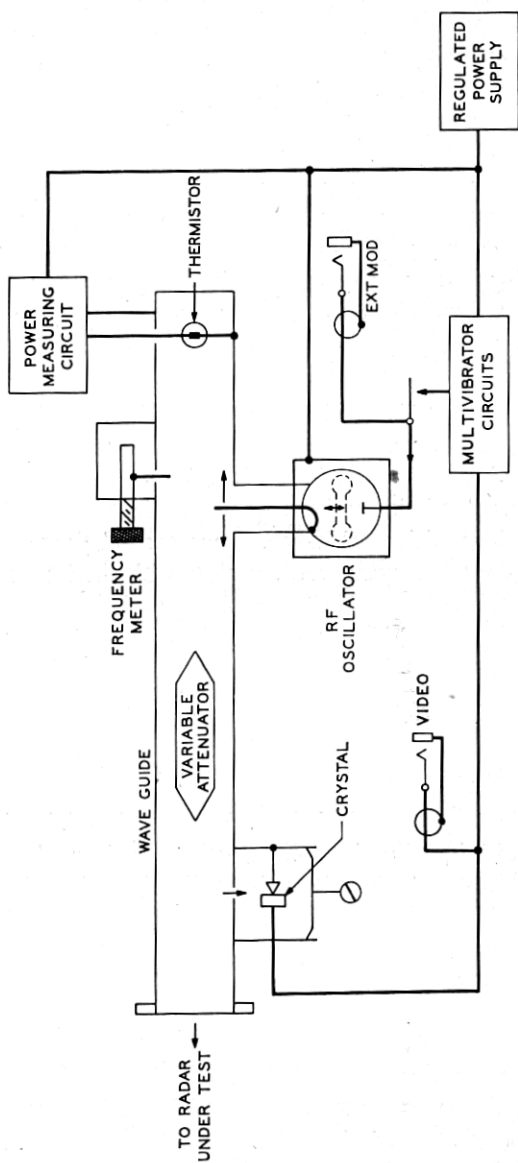 POWER
MEASURING
CIRCUIT
FREQUENCY
METER
THERMISTOR
WAVE GUIDE
VARIABLE
ATTENUATOR
TO RADAR
UNDER TEST
CRYSTAL
RF
OSCILLATOR
EXT MOD
VIDEO
MULTIVIBRATOR
CIRCUITS
REGULATED
POWER
SUPPLY